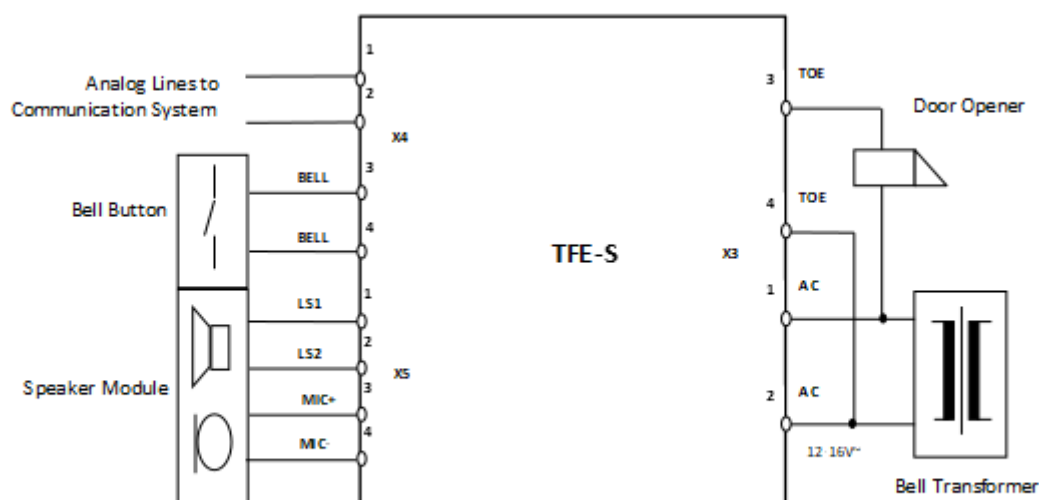 1
Analog Lines to
Communication System
2
X4
3
BELL
Bell Button
4
BELL
1
LS1
2
LS2
X5
3
Speaker Module
MIC+
4
MIC-
TFE-S
3
TOE
Door Opener
4
TOE
X3
1
AC
2
AC
12 16V~
Bell Transformer